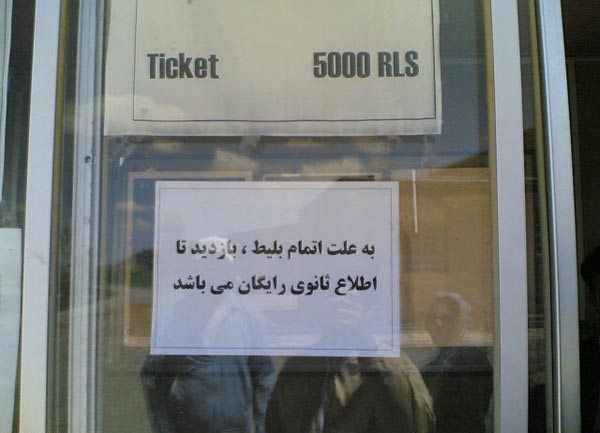 Ticket 5000 RLS
به علت اتمام بلیط ، بازدید تا
اطلاع ثانوی رایگان می باشد